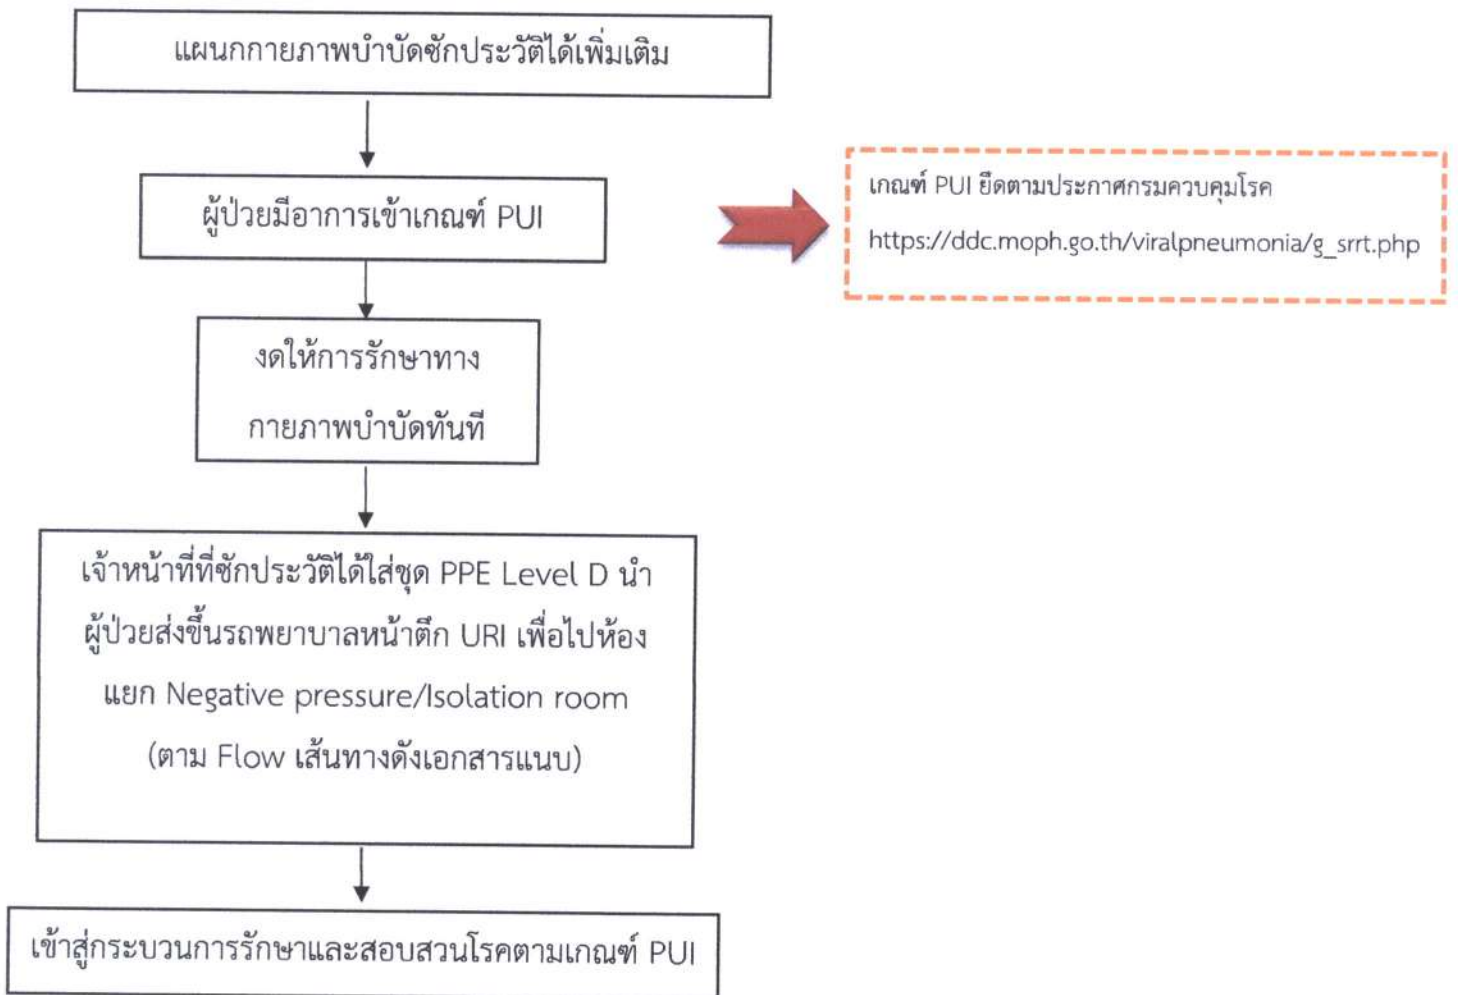 แผนกกายภาพบำบัดซักประวัติได้เพิ่มเติม
ผู้ป่วยมีอาการเข้าเกณฑ์ PUI
เกณฑ์ PUI ยึดตามประกาศกรมควบคุมโรค
https://ddc.moph.go.th/viralpneumonia/g_srrt.php
งดให้การรักษาทาง
กายภาพบำบัดทันที
เจ้าหน้าที่ที่ซักประวัติได้ใส่ชุด PPE Level D นำ
ผู้ป่วยส่งขึ้นรถพยาบาลหน้าตึก URI เพื่อไปห้อง
แยก Negative pressure/Isolation room
(ตาม Flow เส้นทางดังเอกสารแนบ)
เข้าสู่กระบวนการรักษาและสอบสวนโรคตามเกณฑ์ PUI